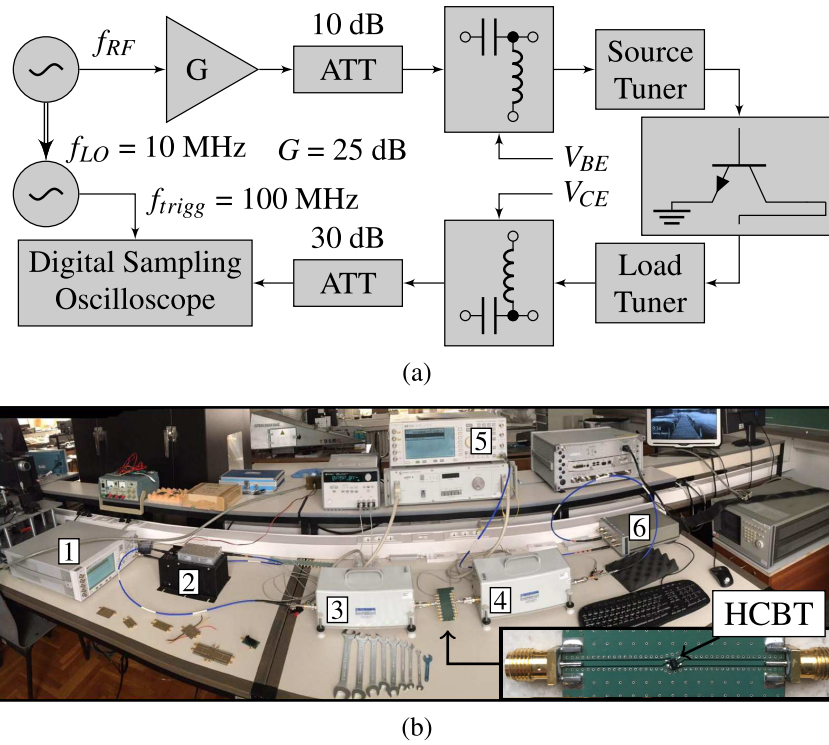 10 dB
f_RF
G
ATT
Source
Tuner
f_LO = 10 MHz
G = 25 dB
V_BE
V_CE
f_trigg = 100 MHz
30 dB
Digital Sampling
Oscilloscope
ATT
Load
Tuner
(a)
5
6
1
2
3
4
HCBT
(b)